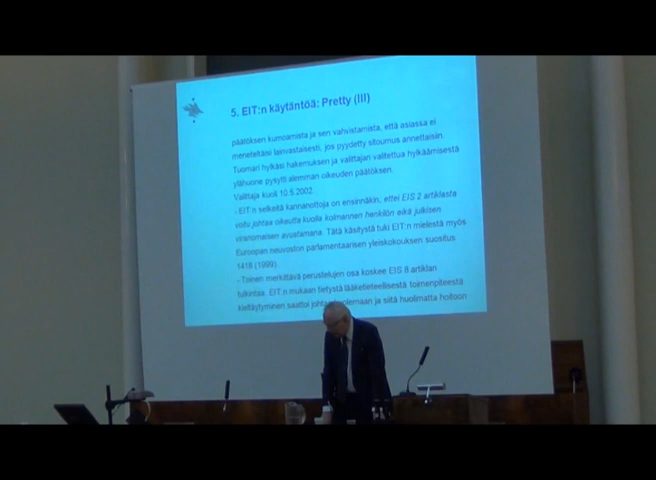 5. EIT:n käytäntöä: Pretty (III)
päätöksen kumoamista ja sen vahvistamista, että asiassa ei
meneteltäisi lainvastaisesti, jos pyydetty sitoumus annettaisiin.
Tuomari hylkäsi hakemuksen ja valittajan valitettua hylkäämisestä
ylähuone pysytti alemman oikeuden päätöksen.
Valittaja kuoli 10.5.2002.
- EIT:n selkeitä kannanottoja on ensinnäkin, ettei EIS 2 artiklasta
voitu johtaa oikeutta kuolla kolmannen henkilön eikä julkisen
viranomaisen avustamana. Tätä käsitystä tuki EIT:n mielestä myös
Euroopan neuvoston parlamentaarisen yleiskokouksen suositus
1418 (1999).
- Toinen merkittävä perustelujen osa koskee EIS 8 artiklan
tulkintaa. EIT:n mukaan tietystä lääketieteellisestä toimenpiteestä
kieltäytyminen saattoi ja siitä huolimatta hoitoon